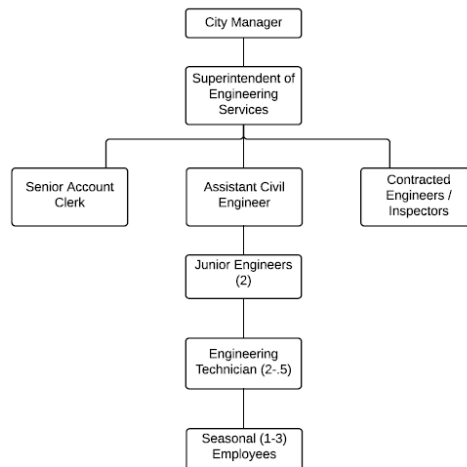 City Manager
Superintendent of
Engineering
Services
Senior Account
Clerk
Assistant Civil
Engineer
Contracted
Engineers /
Inspectors
Junior Engineers
(2)
Engineering
Technician (2-.5)
Seasonal (1-3)
Employees